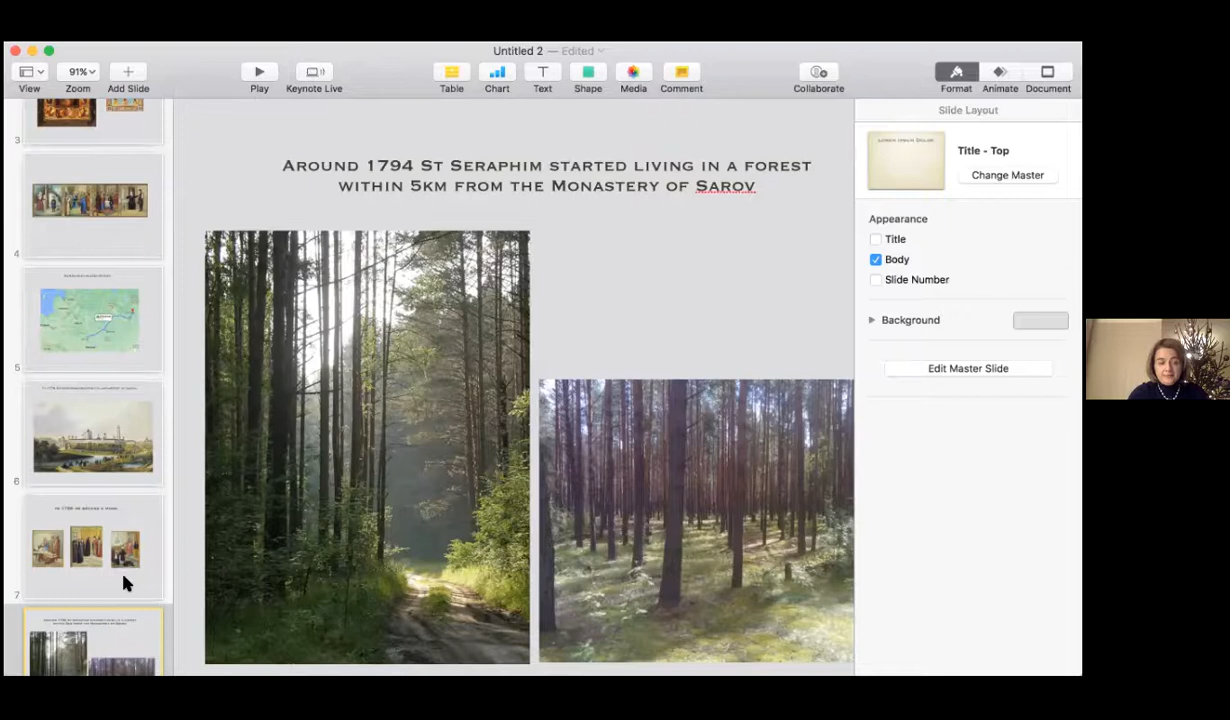 Untitled 2 — Edited
91%
View
Zoom
Add Slide
Play
Keynote Live
Table
Chart
Text
Shape
Media
Comment
Collaborate
Format
Animate
Document
3
4
5
6
7
Around 1794 St Seraphim started living in a forest
within 5km from the Monastery of Sarov
Slide Layout
Title - Top
Change Master
Appearance
Title
Body
Slide Number
Background
Edit Master Slide